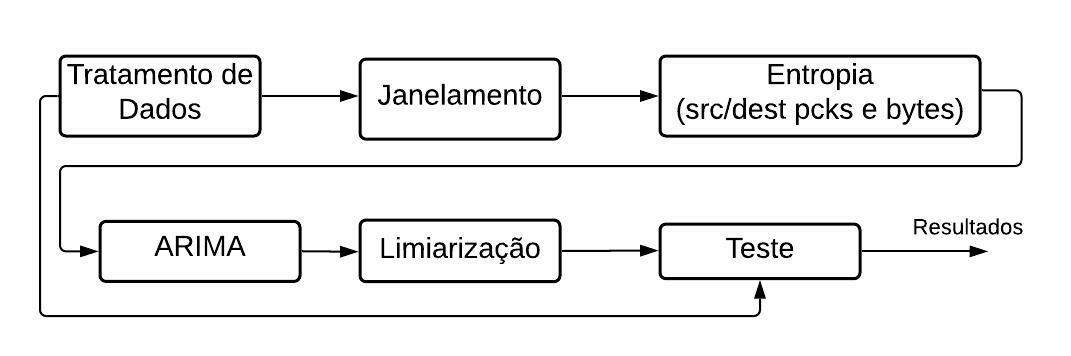 Tratamento de
Dados
Janelamento
Entropia
(src/dest pcks e bytes)
ARIMA
Limiarização
Teste
Resultados